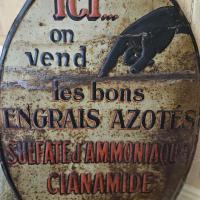 ICI...
on
vend
les bons
ENGRAIS AZOTÉS
SULFATE D'AMMONIAQUE
CIANAMIDE